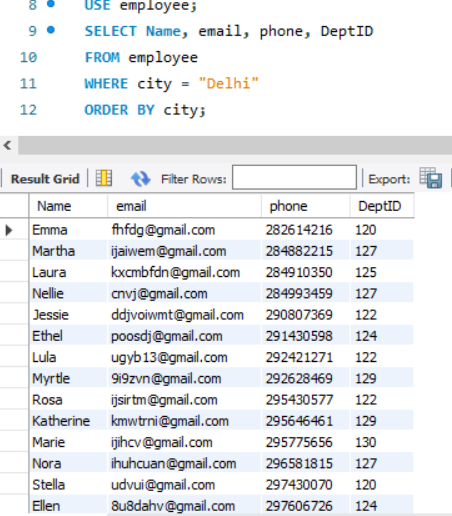 8 USE employee;
9 SELECT Name, email, phone, DeptID
10 FROM employee
11 WHERE city = "Delhi"
12 ORDER BY city;
Result Grid Filter Rows: Export:
Name email phone DeptID
Emma fhfdg@gmail.com 282614216 120
Martha ijaiwem@gmail.com 284882215 127
Laura kxcmbfdn@gmail.com 284910350 125
Nellie cnvj@gmail.com 284993459 127
Jessie ddjvoiwmt@gmail.com 290807369 122
Ethel poosdj@gmail.com 291430598 124
Lula ugyb13@gmail.com 292421271 122
Myrtle 9i9zvn@gmail.com 292628469 129
Rosa ijsirtm@gmail.com 295430577 122
Katherine kmwtrni@gmail.com 295646461 129
Marie ijihcv@gmail.com 295775656 130
Nora ihuhcuan@gmail.com 296581815 127
Stella udvui@gmail.com 297430070 120
Ellen 8u8dahv@gmail.com 297606726 124